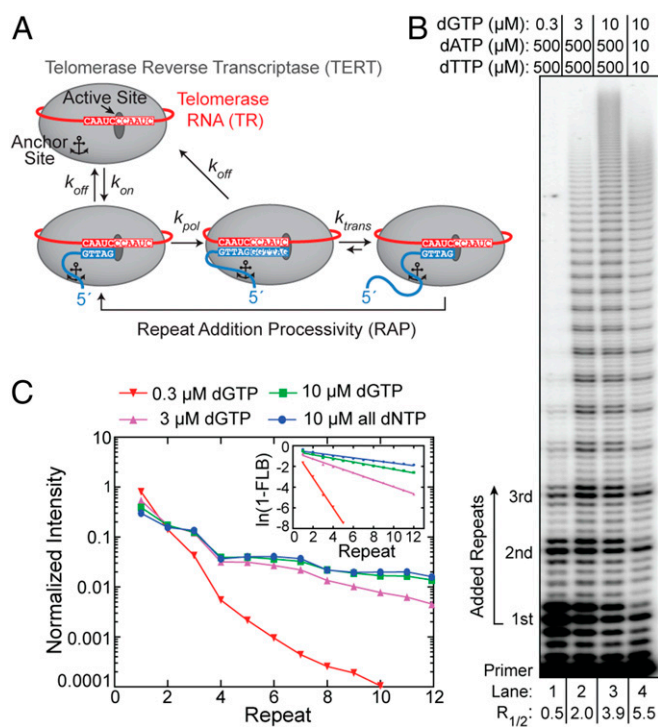 A
Telomerase Reverse Transcriptase (TERT)
Active Site
Telomerase
RNA (TR)
CAAUCCCAAUC
Anchor
Site
k off
k on
k off
k pol
k trans
CAAUCCCAAUC
GTTAG
5´
CAAUCCCAAUC
GTTAGGGTTAG
5´
CAAUCCCAAUC
GTTAG
5´
Repeat Addition Processivity (RAP)
B
dGTP (µM): 0.3 3 10 10
dATP (µM): 500 500 500 10
dTTP (µM): 500 500 500 10
Added Repeats
3rd
2nd
1st
Primer
Lane: 1 2 3 4
R1/2: 0.5 2.0 3.9 5.5
C
0.3 µM dGTP
10 µM dGTP
3 µM dGTP
10 µM all dNTP
Normalized Intensity
10
1
0.1
0.01
0.001
0.0001
0 2 4 6 8 10 12
Repeat
ln(1-FLB)
0
-2
-4
-6
-8
0 2 4 6 8 10 12 14
Repeat